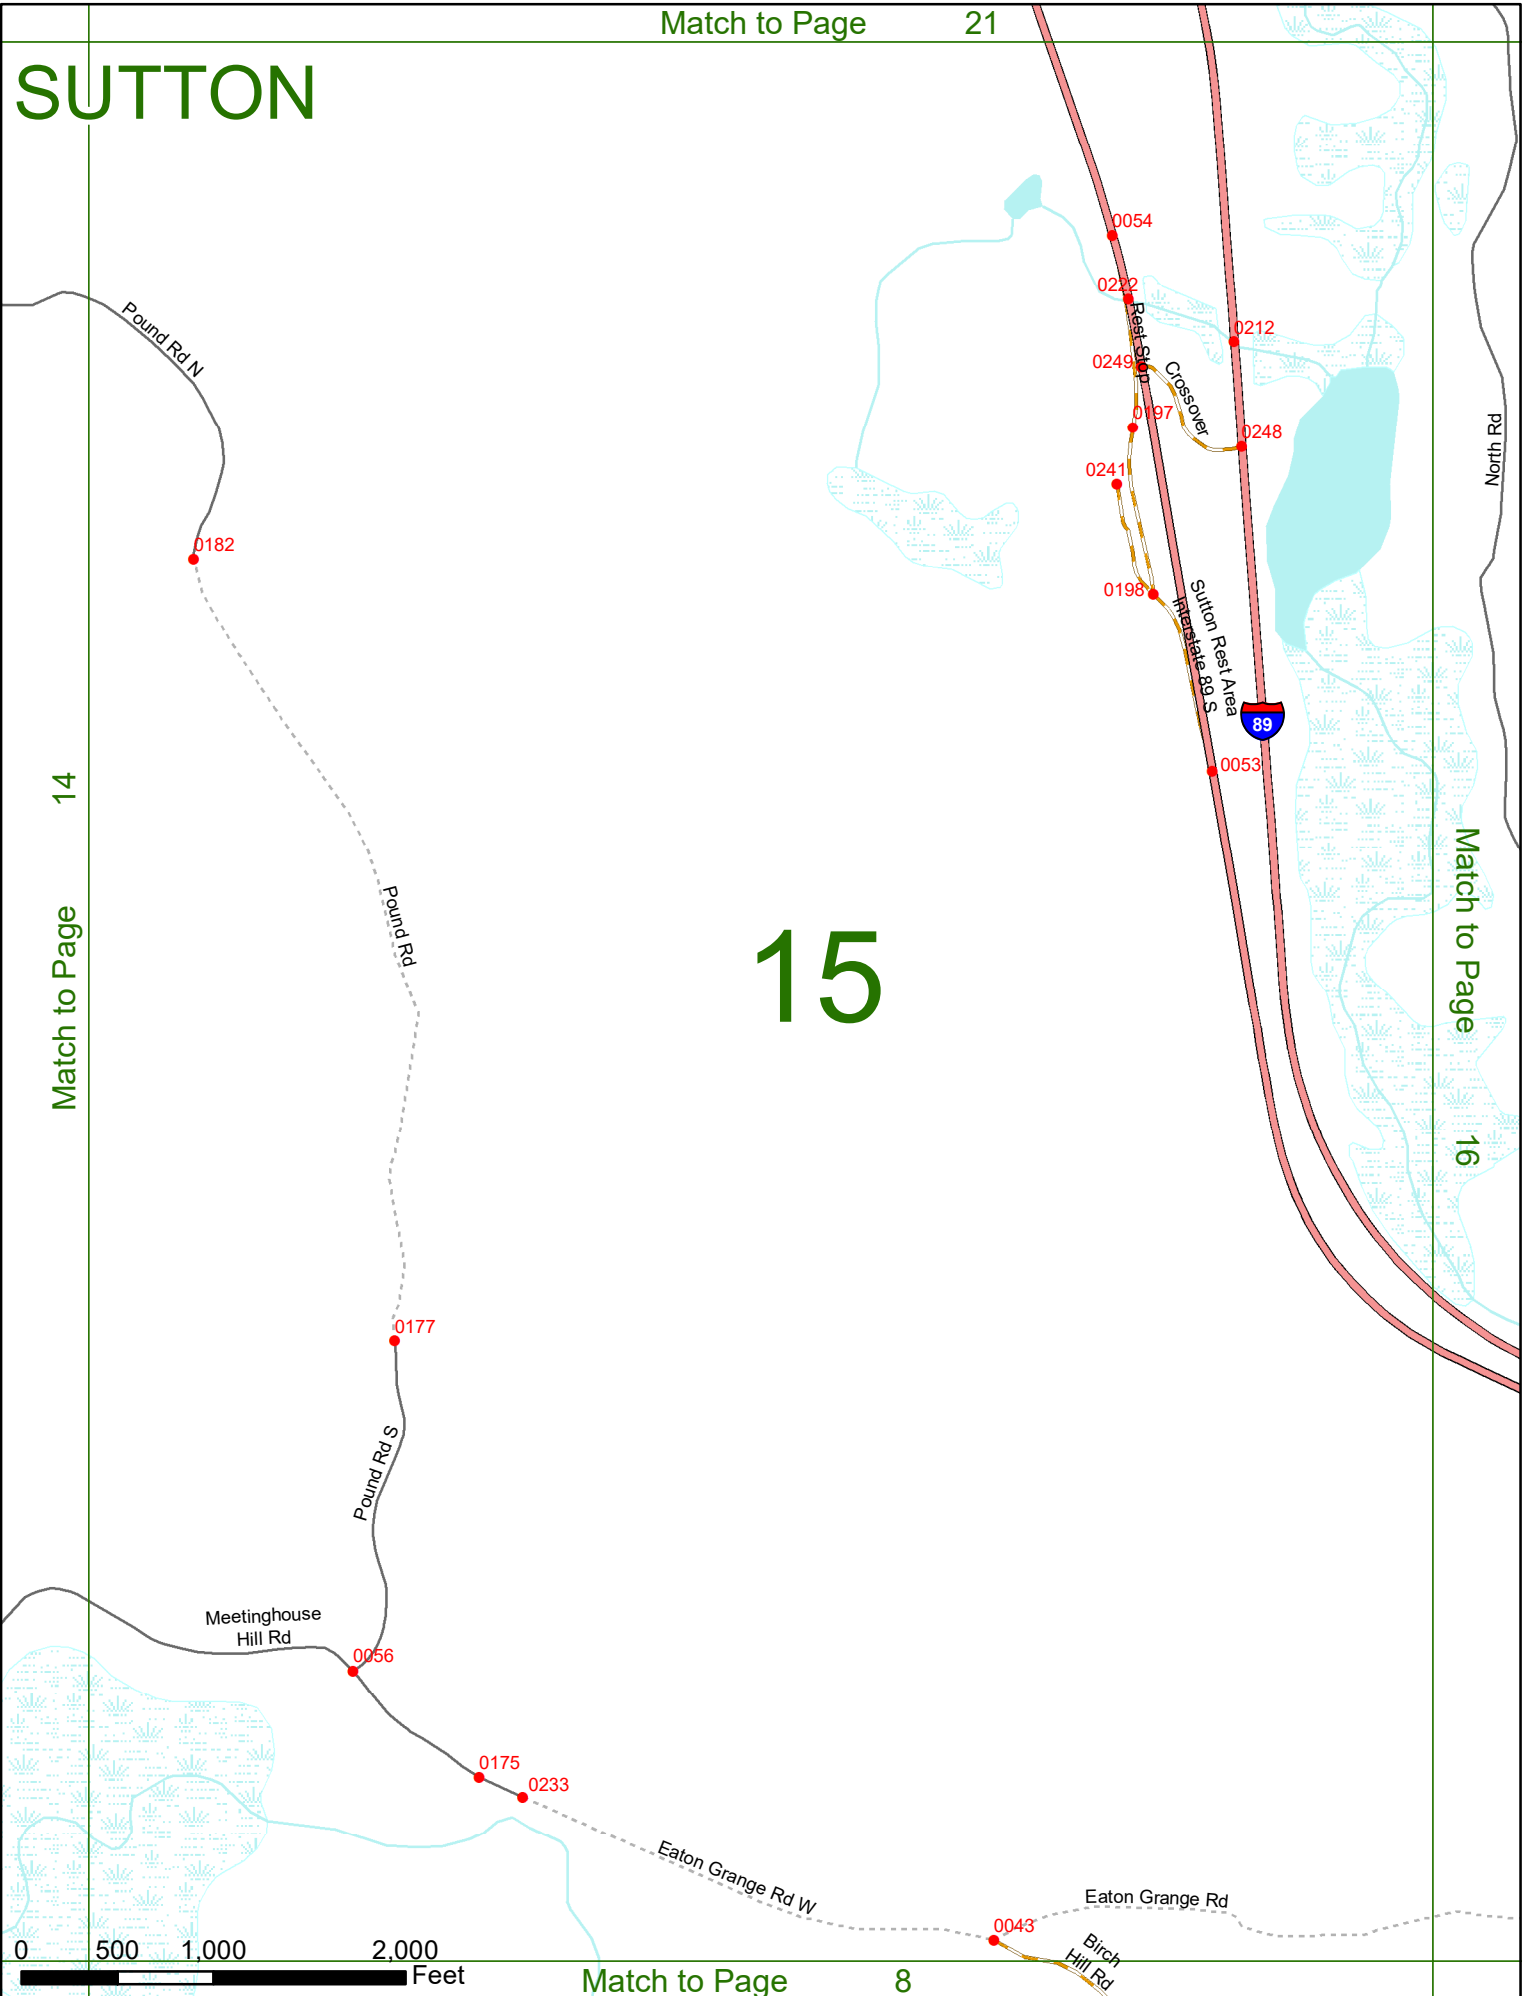 Match to Page 21
SUTTON
0054
0222
Rest Stop
0212
Pound Rd N
0249
Crossover
0197
0248
North Rd
0241
0182
0198
Sutton Rest Area
Interstate 89 S
89
0053
Match to Page 14
Pound Rd
15
Match to Page 16
0177
Pound Rd S
Meetinghouse
Hill Rd
0056
0175
0233
Eaton Grange Rd W
Eaton Grange Rd
0043
Birch
Hill Rd
0 500 1,000 2,000
Feet
Match to Page 8